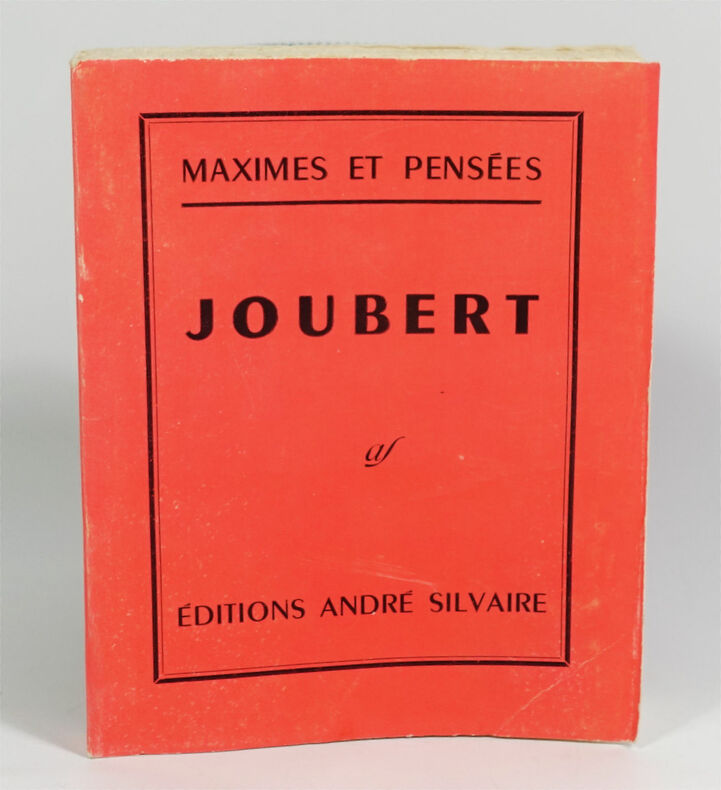 MAXIMES ET PENSÉES
JOUBERT
as
ÉDITIONS ANDRÉ SILVAIRE